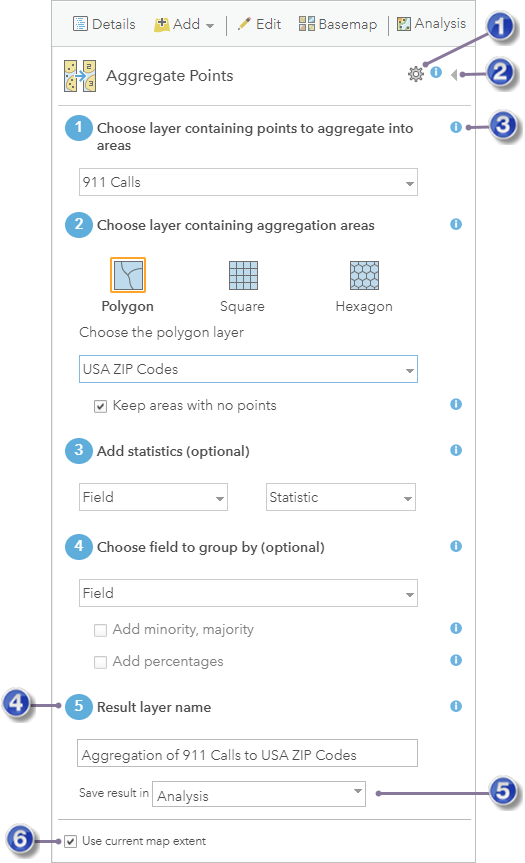 Details Add Edit Basemap Analysis
1
Aggregate Points
2
1 Choose layer containing points to aggregate into
areas
3
911 Calls
2 Choose layer containing aggregation areas
Polygon Square Hexagon
Choose the polygon layer
USA ZIP Codes
Keep areas with no points
3 Add statistics (optional)
Field Statistic
4 Choose field to group by (optional)
Field
Add minority, majority
Add percentages
4 5 Result layer name
Aggregation of 911 Calls to USA ZIP Codes
Save result in Analysis 5
6 Use current map extent